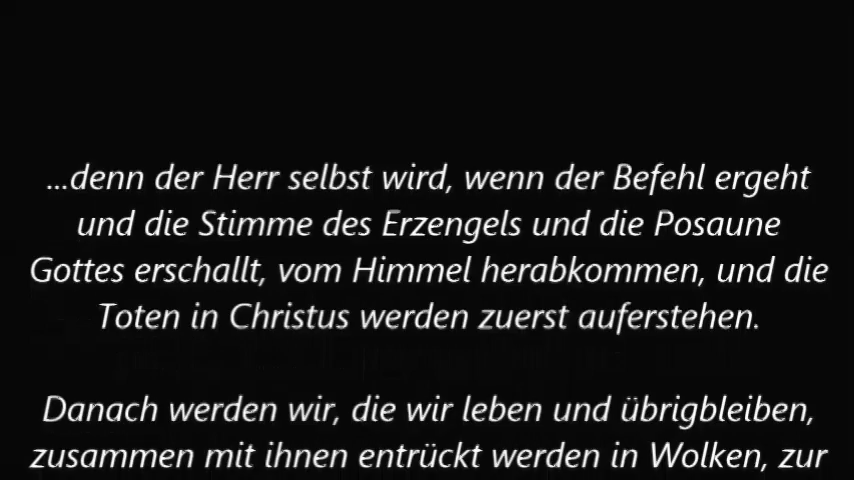 ...denn der Herr selbst wird, wenn der Befehl ergeht
und die Stimme des Erzengels und die Posaune
Gottes erschallt, vom Himmel herabkommen, und die
Toten in Christus werden zuerst auferstehen.
Danach werden wir, die wir leben und übrigbleiben,
zusammen mit ihnen entrückt werden in Wolken, zur